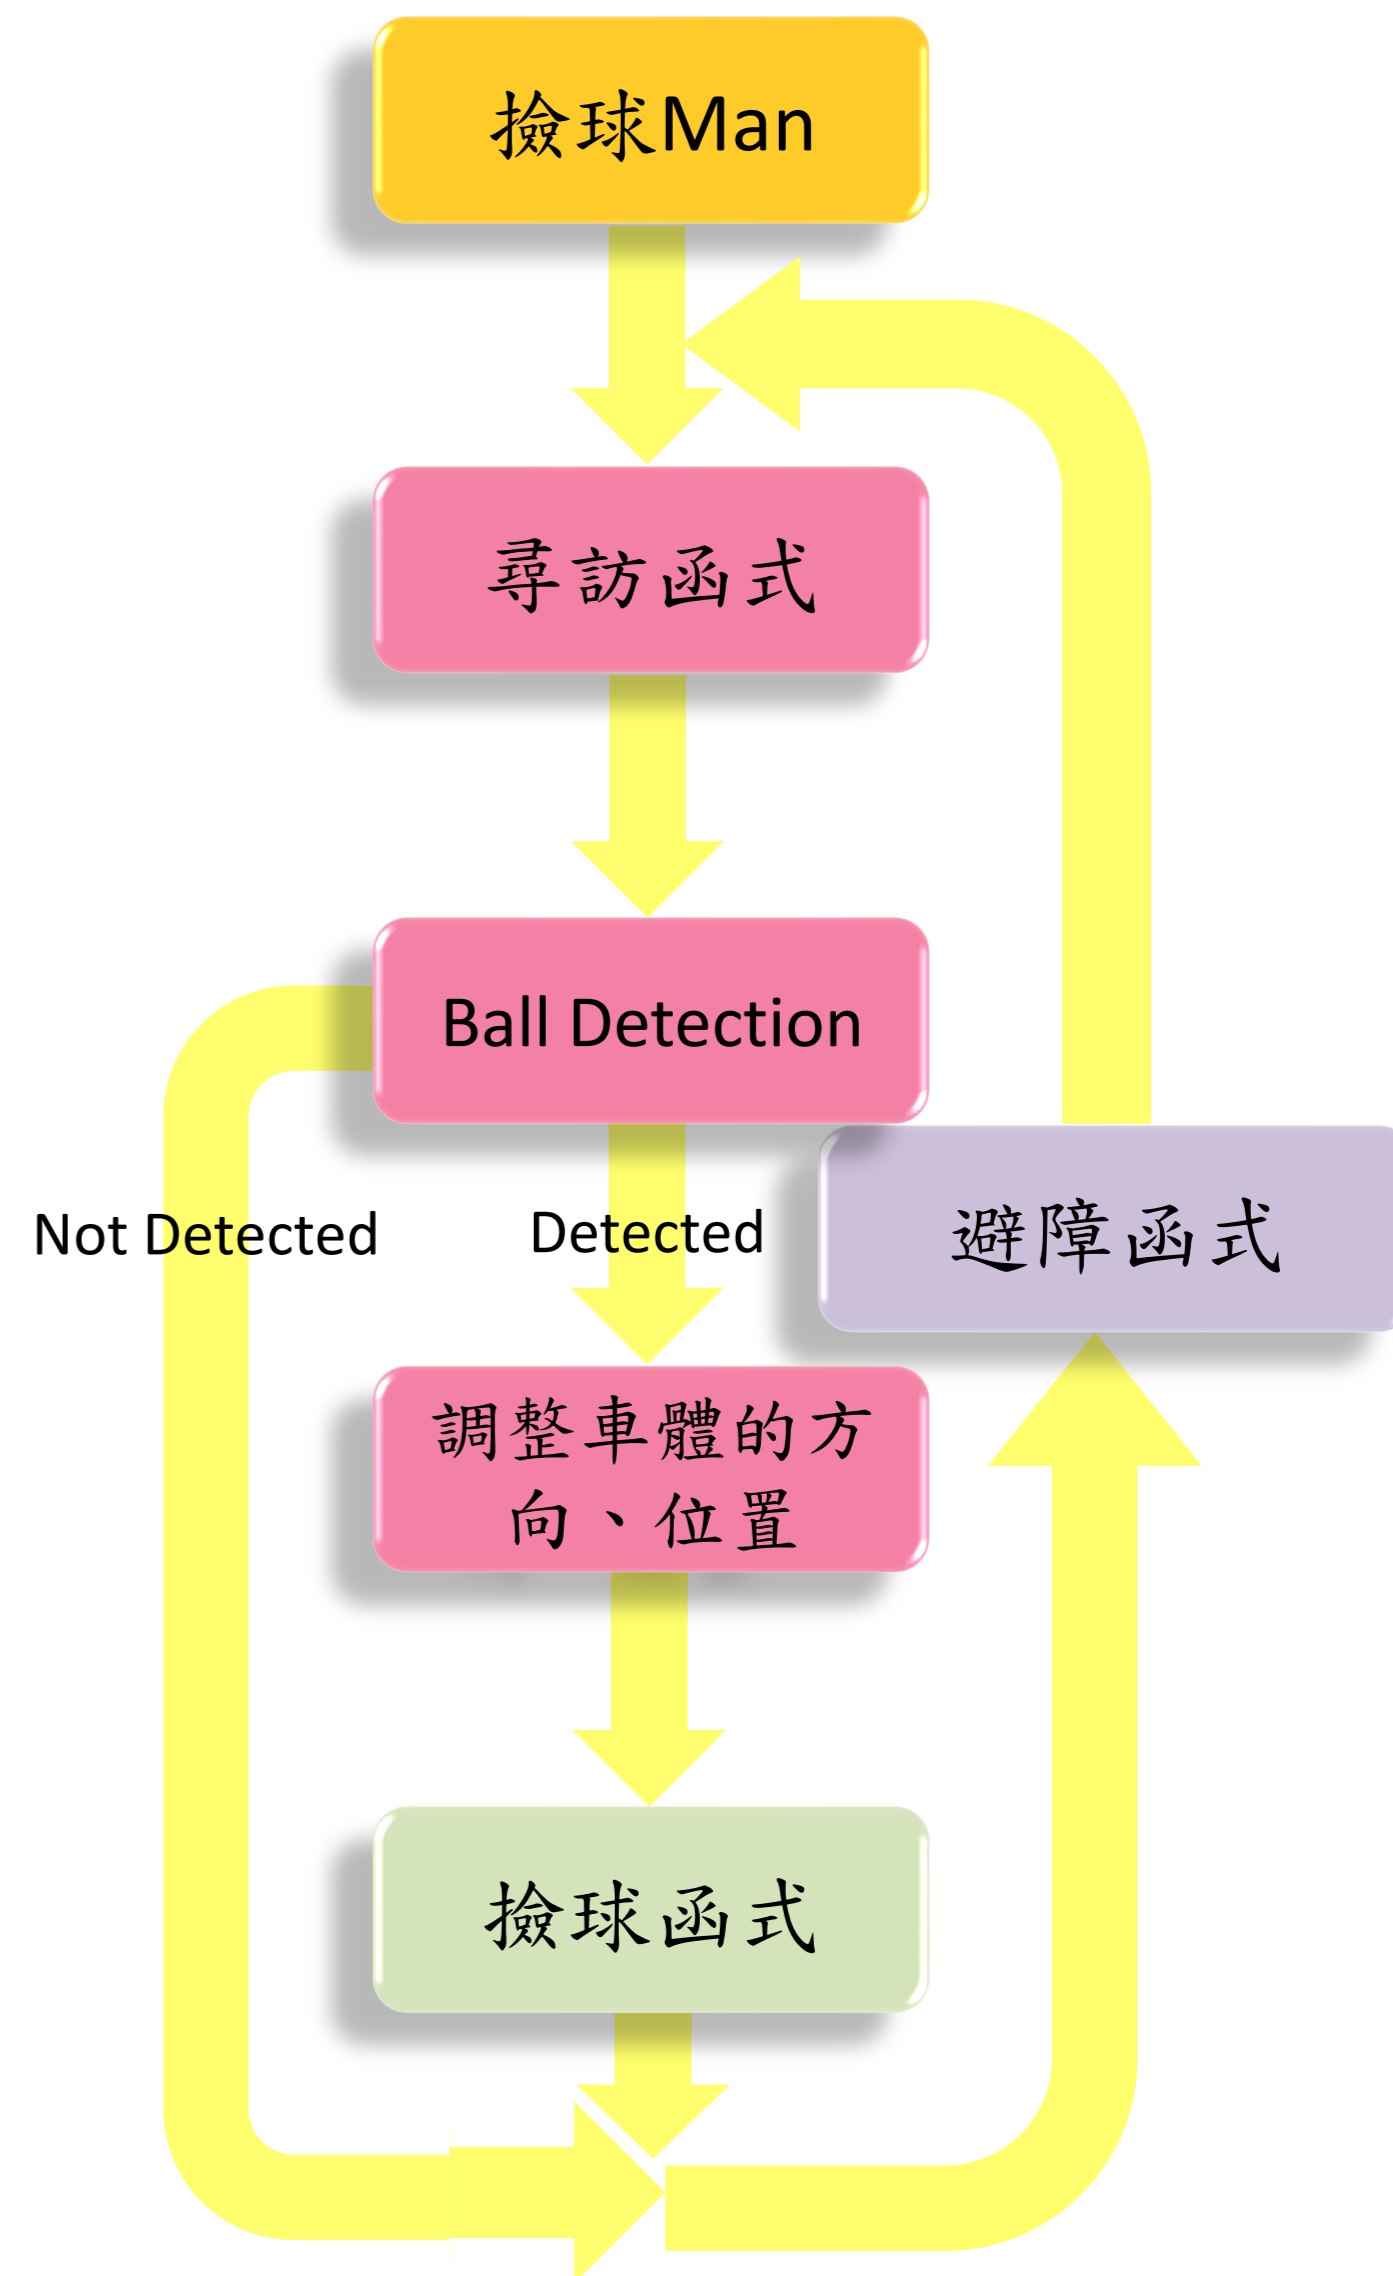 撿球Man
尋訪函式
Ball Detection
Not Detected
Detected
避障函式
調整車體的方
向、位置
撿球函式